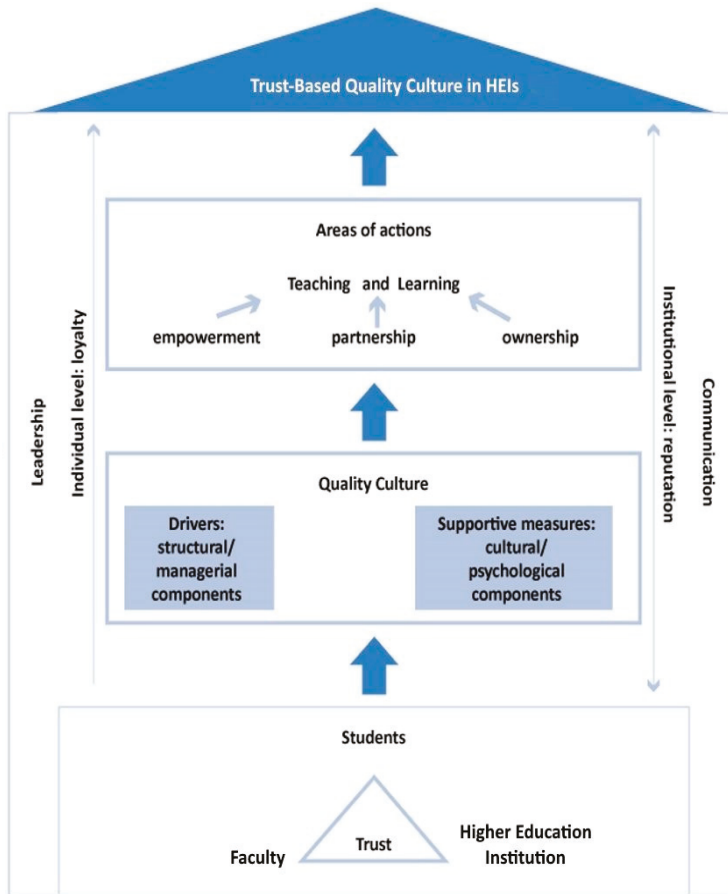 Trust-Based Quality Culture in HEIs
Areas of actions
Teaching and Learning
empowerment
partnership
ownership
Leadership
Individual level: loyalty
Institutional level: reputation
Communication
Quality Culture
Drivers:
structural/
managerial
components
Supportive measures:
cultural/
psychological
components
Students
Trust
Faculty
Higher Education
Institution